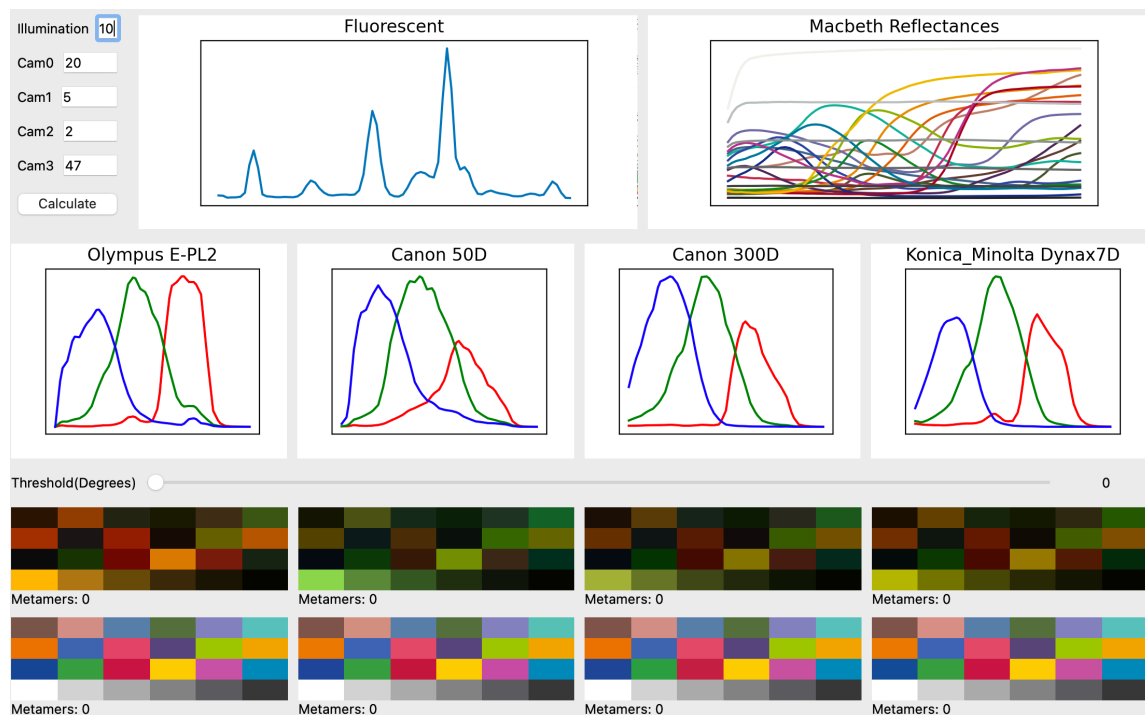 Illumination 10
Fluorescent
Macbeth Reflectances
Cam0 20
Cam1 5
Cam2 2
Cam3 47
Calculate
Olympus E-PL2
Canon 50D
Canon 300D
Konica_Minolta Dynax7D
Threshold(Degrees) 0
Metamers: 0
Metamers: 0
Metamers: 0
Metamers: 0
Metamers: 0
Metamers: 0
Metamers: 0
Metamers: 0